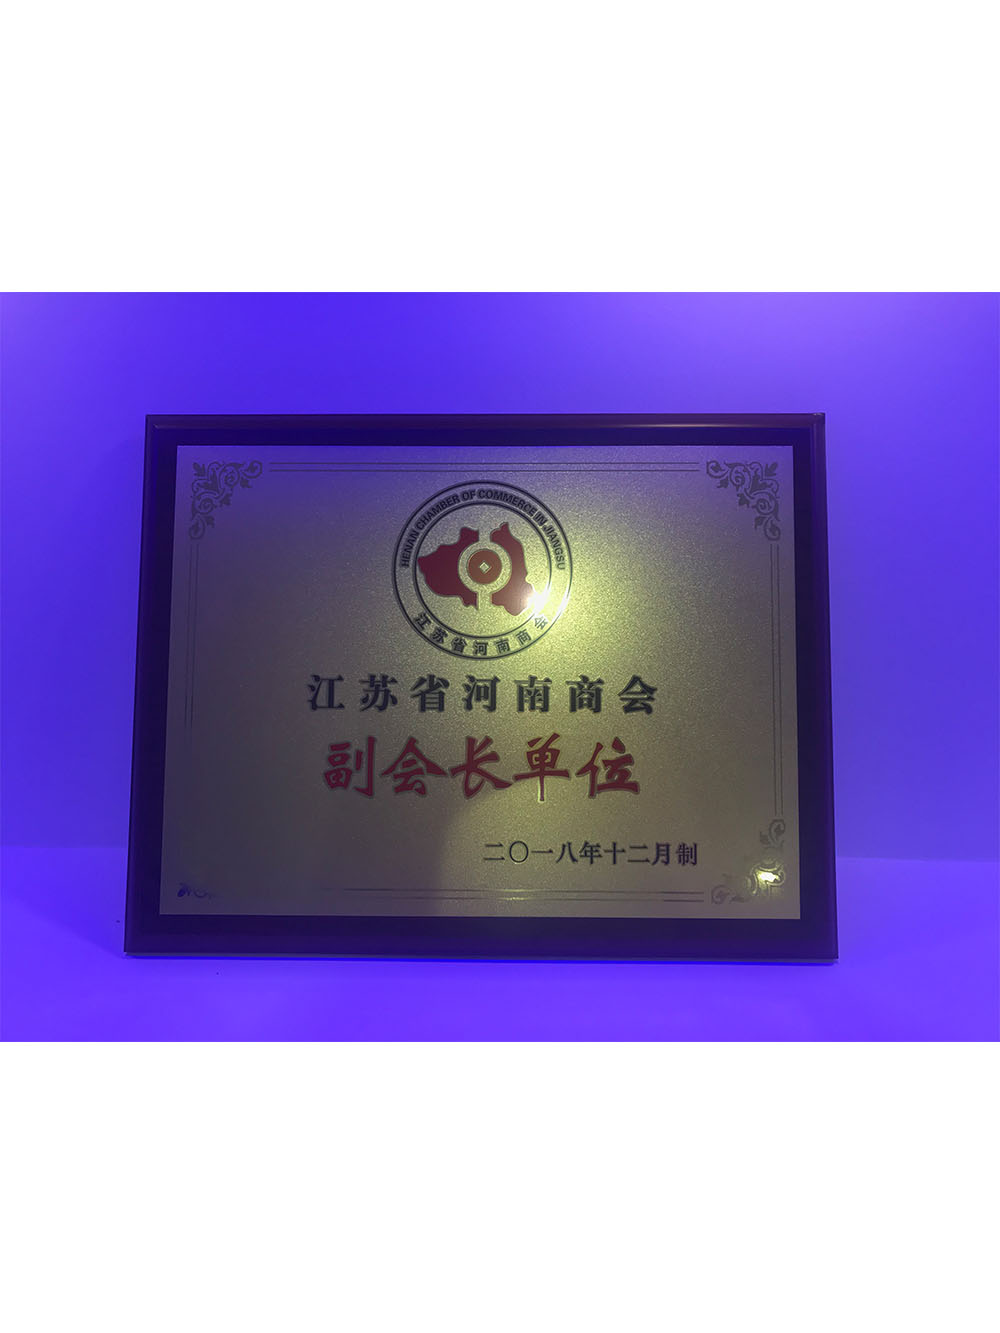 HENAN CHAMBER OF COMMERCE IN JIANGSU
江苏省河南商会
江苏省河南商会
副会长单位
二〇一八年十二月制